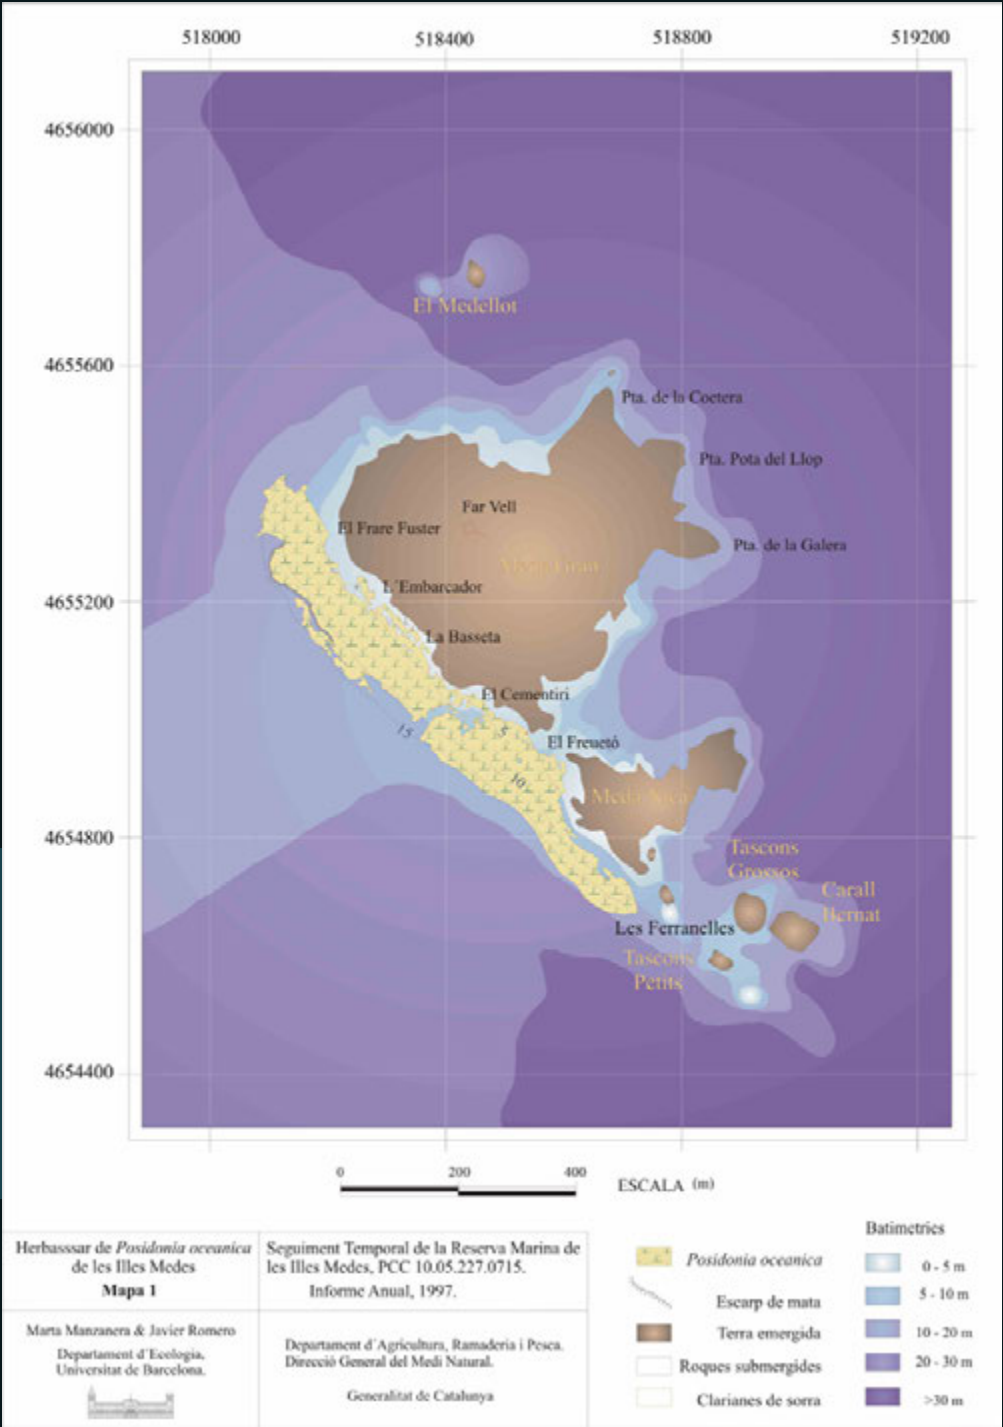 518000
518400
518800
519200
4656000
El Medellot
4655600
Pta. de la Coetera
Pta. Pota del Llop
Far Vell
El Frare Fuster
Pta. de la Galera
Meda Gran
L´Embarcador
4655200
La Basseta
El Cementiri
15
5
El Freuetó
10
Meda Xica
4654800
Tascons
Grossos
Carall
Bernat
Les Ferranelles
Tascons
Petits
4654400
0
200
400
ESCALA (m)
Herbasssar de Posidonia oceanica
de les Illes Medes
Mapa 1
Seguiment Temporal de la Reserva Marina de
les Illes Medes, PCC 10.05.227.0715.
Informe Anual, 1997.
Marta Manzanera & Javier Romero
Departament d´Ecologia,
Universitat de Barcelona.
Departament d´Agricultura, Ramaderia i Pesca.
Direcció General del Medi Natural.
Generalitat de Catalunya
Posidonia oceanica
Escarp de mata
Terra emergida
Roques submergides
Clarianes de sorra
Batimetries
0 - 5 m
5 - 10 m
10 - 20 m
20 - 30 m
>30 m